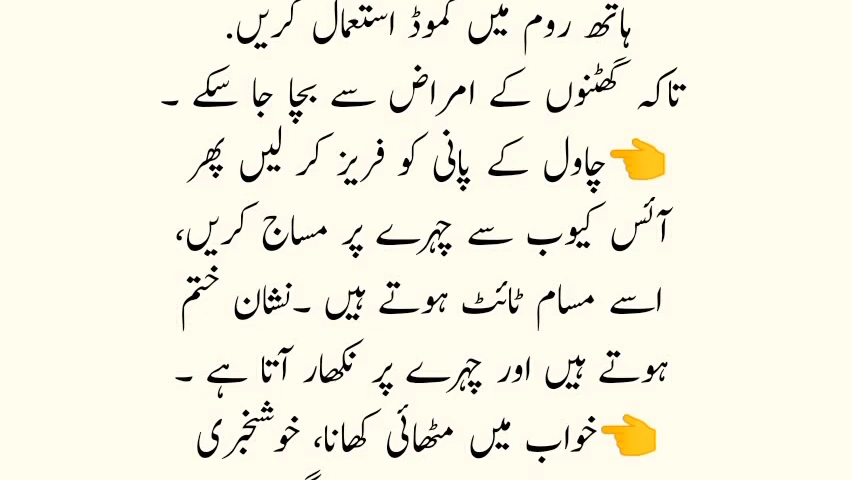 ہاتھ روم میں کموڈ استعمال کریں.
تاکہ گھٹنوں کے امراض سے بچا جا سکے ۔
👈چاول کے پانی کو فریز کر لیں پھر
آئس کیوب سے چہرے پر مساج کریں،
اسے مسام ٹائٹ ہوتے ہیں ۔نشان ختم
ہوتے ہیں اور چہرے پر نکھار آتا ہے ۔
👈خواب میں مٹھائی کھانا، خوشخبری